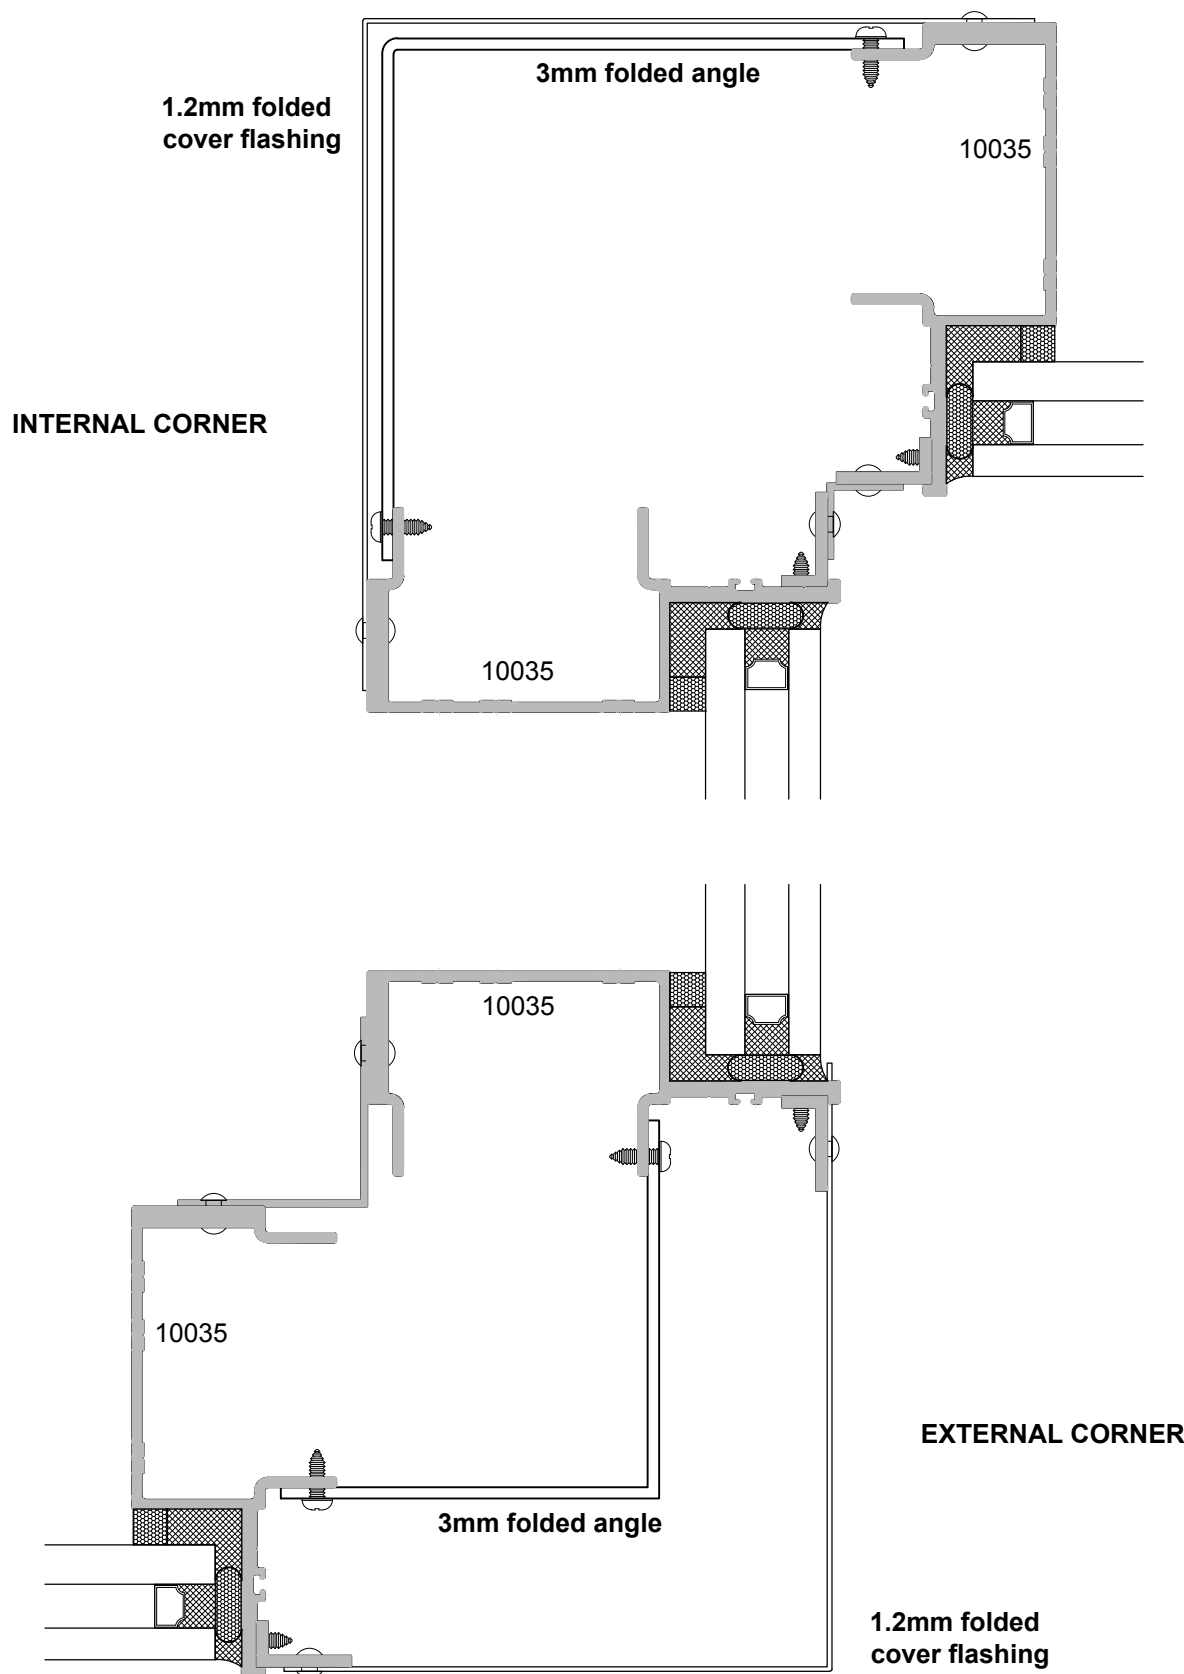 3mm folded angle
1.2mm folded
cover flashing
10035
INTERNAL CORNER
10035
10035
10035
EXTERNAL CORNER
3mm folded angle
1.2mm folded
cover flashing